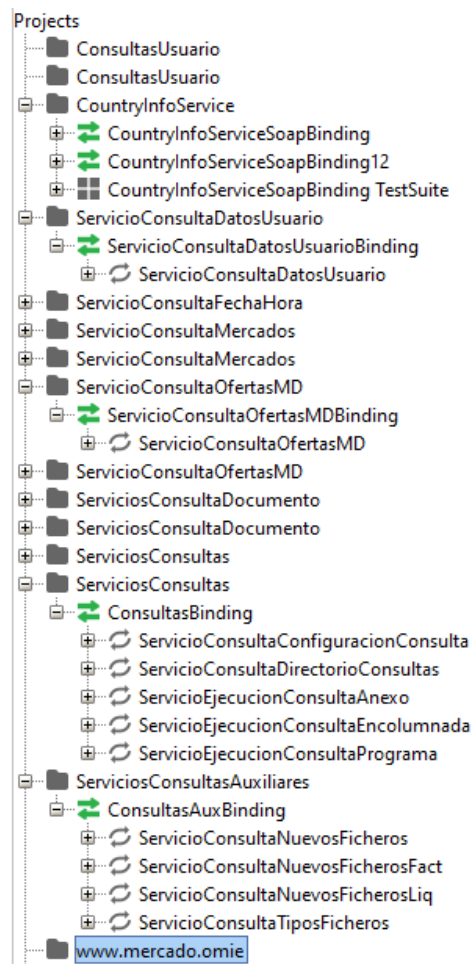 Projects
ConsultasUsuario
ConsultasUsuario
CountryInfoService
CountryInfoServiceSoapBinding
CountryInfoServiceSoapBinding12
CountryInfoServiceSoapBinding TestSuite
ServicioConsultaDatosUsuario
ServicioConsultaDatosUsuarioBinding
ServicioConsultaDatosUsuario
ServicioConsultaFechaHora
ServicioConsultaMercados
ServicioConsultaMercados
ServicioConsultaOfertasMD
ServicioConsultaOfertasMDBinding
ServicioConsultaOfertasMD
ServicioConsultaOfertasMD
ServiciosConsultaDocumento
ServiciosConsultaDocumento
ServiciosConsultas
ServiciosConsultas
ConsultasBinding
ServicioConsultaConfiguracionConsulta
ServicioConsultaDirectorioConsultas
ServicioEjecucionConsultaAnexo
ServicioEjecucionConsultaEncolumnada
ServicioEjecucionConsultaPrograma
ServiciosConsultasAuxiliares
ConsultasAuxBinding
ServicioConsultaNuevosFicheros
ServicioConsultaNuevosFicherosFact
ServicioConsultaNuevosFicherosLiq
ServicioConsultaTiposFicheros
www.mercado.omie